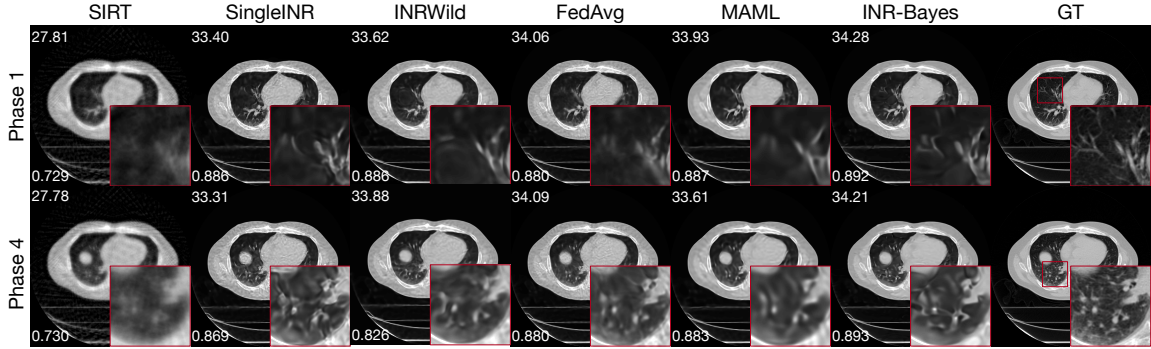 SIRT SingleINR INRWild FedAvg MAML INR-Bayes GT
Phase 1
27.81 33.40 33.62 34.06 33.93 34.28
0.729 0.886 0.886 0.880 0.887 0.892
Phase 4
27.78 33.31 33.88 34.09 33.61 34.21
0.730 0.869 0.826 0.880 0.883 0.893